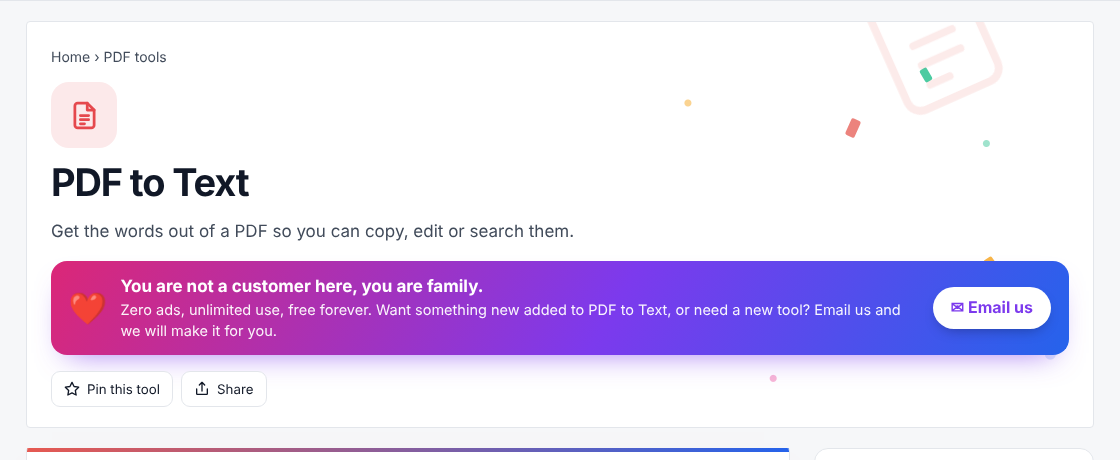 Home › PDF tools
PDF to Text
Get the words out of a PDF so you can copy, edit or search them.
You are not a customer here, you are family.
Zero ads, unlimited use, free forever. Want something new added to PDF to Text, or need a new tool? Email us and
we will make it for you.
✉ Email us
Pin this tool
Share